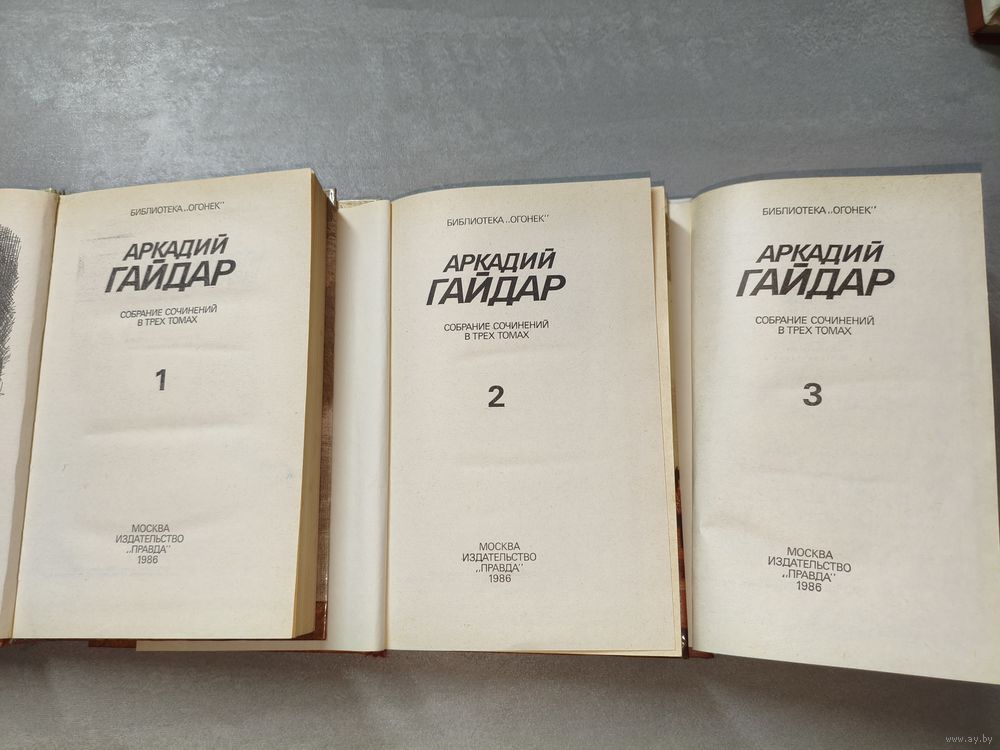 БИБЛИОТЕКА „ОГОНЕК"
АРКАДИЙ
ГАЙДАР
СОБРАНИЕ СОЧИНЕНИЙ
В ТРЕХ ТОМАХ
1
МОСКВА
ИЗДАТЕЛЬСТВО
„ПРАВДА"
1986
БИБЛИОТЕКА „ОГОНЕК"
АРКАДИЙ
ГАЙДАР
СОБРАНИЕ СОЧИНЕНИЙ
В ТРЕХ ТОМАХ
2
МОСКВА
ИЗДАТЕЛЬСТВО
„ПРАВДА"
1986
БИБЛИОТЕКА „ОГОНЕК"
АРКАДИЙ
ГАЙДАР
СОБРАНИЕ СОЧИНЕНИЙ
В ТРЕХ ТОМАХ
3
МОСКВА
ИЗДАТЕЛЬСТВО
„ПРАВДА"
1986
www.ay.by